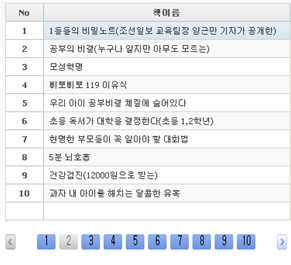 No 책이름
1 1등들의 비밀노트(조선일보 교육팀장 양근만 기자가 공개한)
2 공부의 비결(누구나 알지만 아무도 모르는)
3 모성혁명
4 삐뽀삐뽀 119 이유식
5 우리 아이 공부비결 체질에 숨어있다
6 초등 독서가 대학을 결정한다(초등 1,2학년)
7 현명한 부모들이 꼭 알아야 할 대화법
8 5분 뇌호흡
9 건강검진(12000원으로 받는)
10 과자 내 아이를 해치는 달콤한 유혹
1 2 3 4 5 6 7 8 9 10